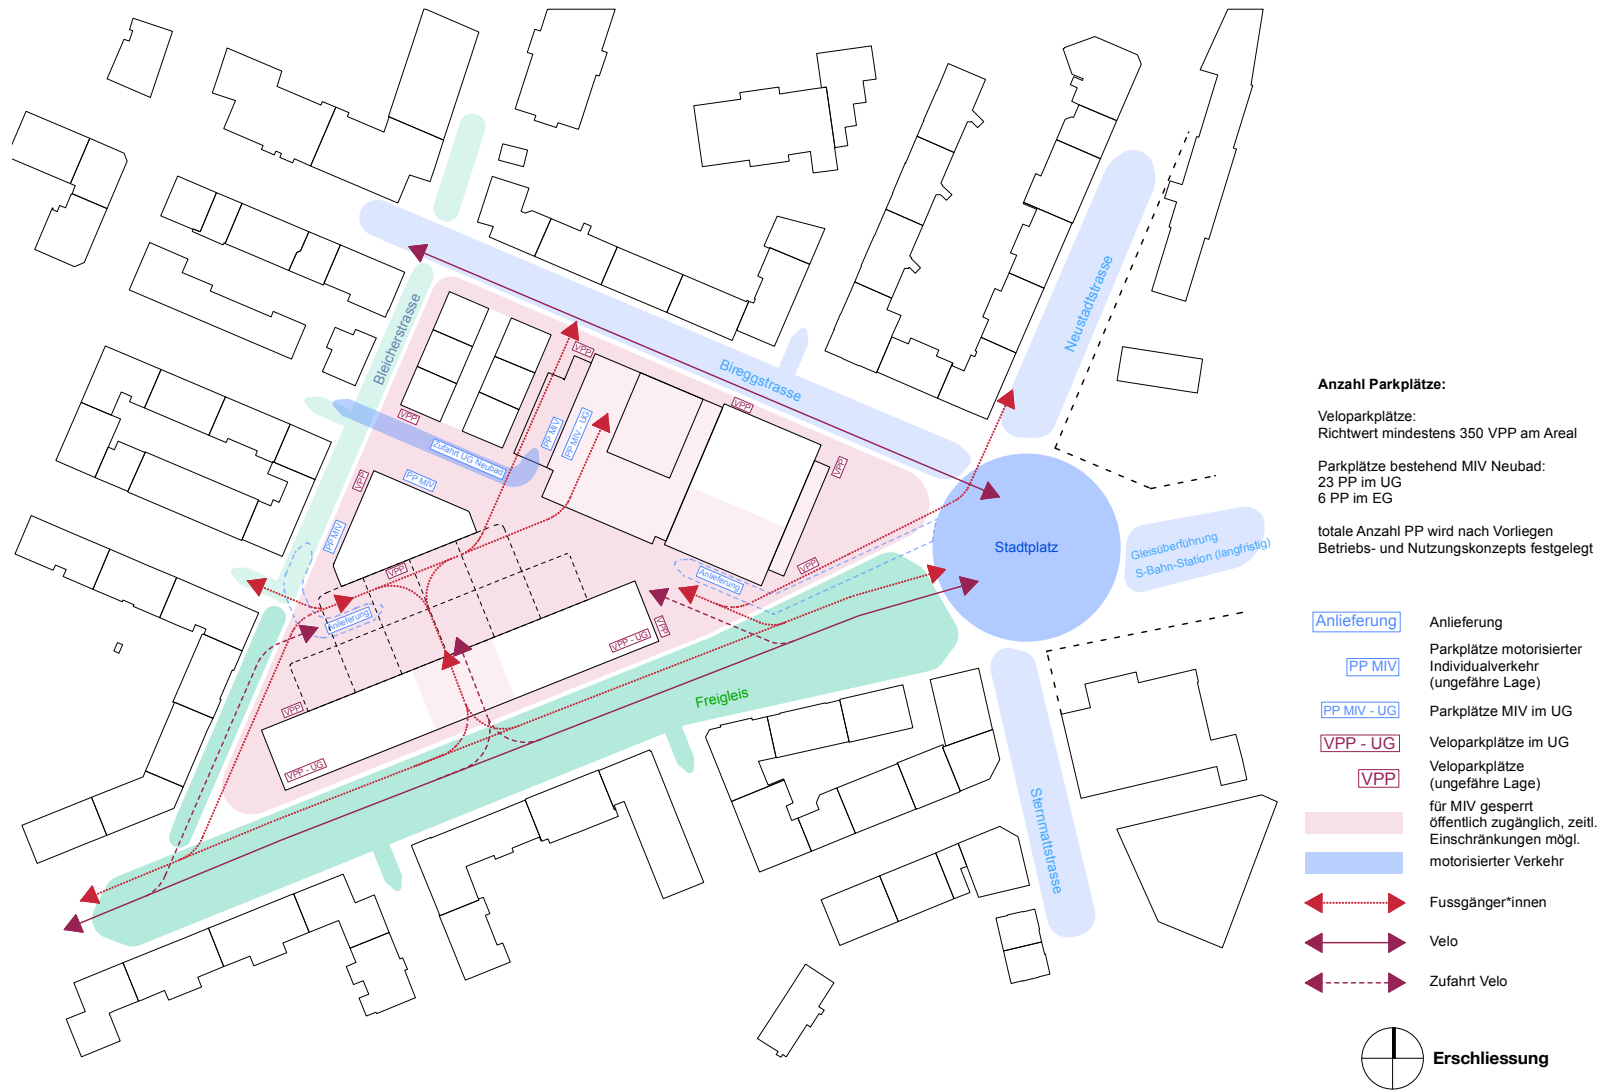 Bleicherstrasse
Bireggstrasse
Neustadtstrasse
VPP
VPP
VPP
VPP
PP MIV
PP MIV - UG
Zufahrt UG Neubad
PP MIV
VPP
VPP
PP MIV
Stadtplatz
Gleisüberführung
S-Bahn-Station (langfristig)
VPP
VPP
Anlieferung
Anlieferung
VPP
VPP - UG
Freigleis
VPP
VPP - UG
Sternmattstrasse
Anzahl Parkplätze:
Veloparkplätze:
Richtwert mindestens 350 VPP am Areal
Parkplätze bestehend MIV Neubad:
23 PP im UG
6 PP im EG
totale Anzahl PP wird nach Vorliegen
Betriebs- und Nutzungskonzepts festgelegt
Anlieferung
Anlieferung
PP MIV
Parkplätze motorisierter
Individualverkehr
(ungefähre Lage)
PP MIV - UG
Parkplätze MIV im UG
VPP - UG
Veloparkplätze im UG
VPP
Veloparkplätze
(ungefähre Lage)
für MIV gesperrt
öffentlich zugänglich, zeitl.
Einschränkungen mögl.
motorisierter Verkehr
Fussgänger*innen
Velo
Zufahrt Velo
Erschliessung